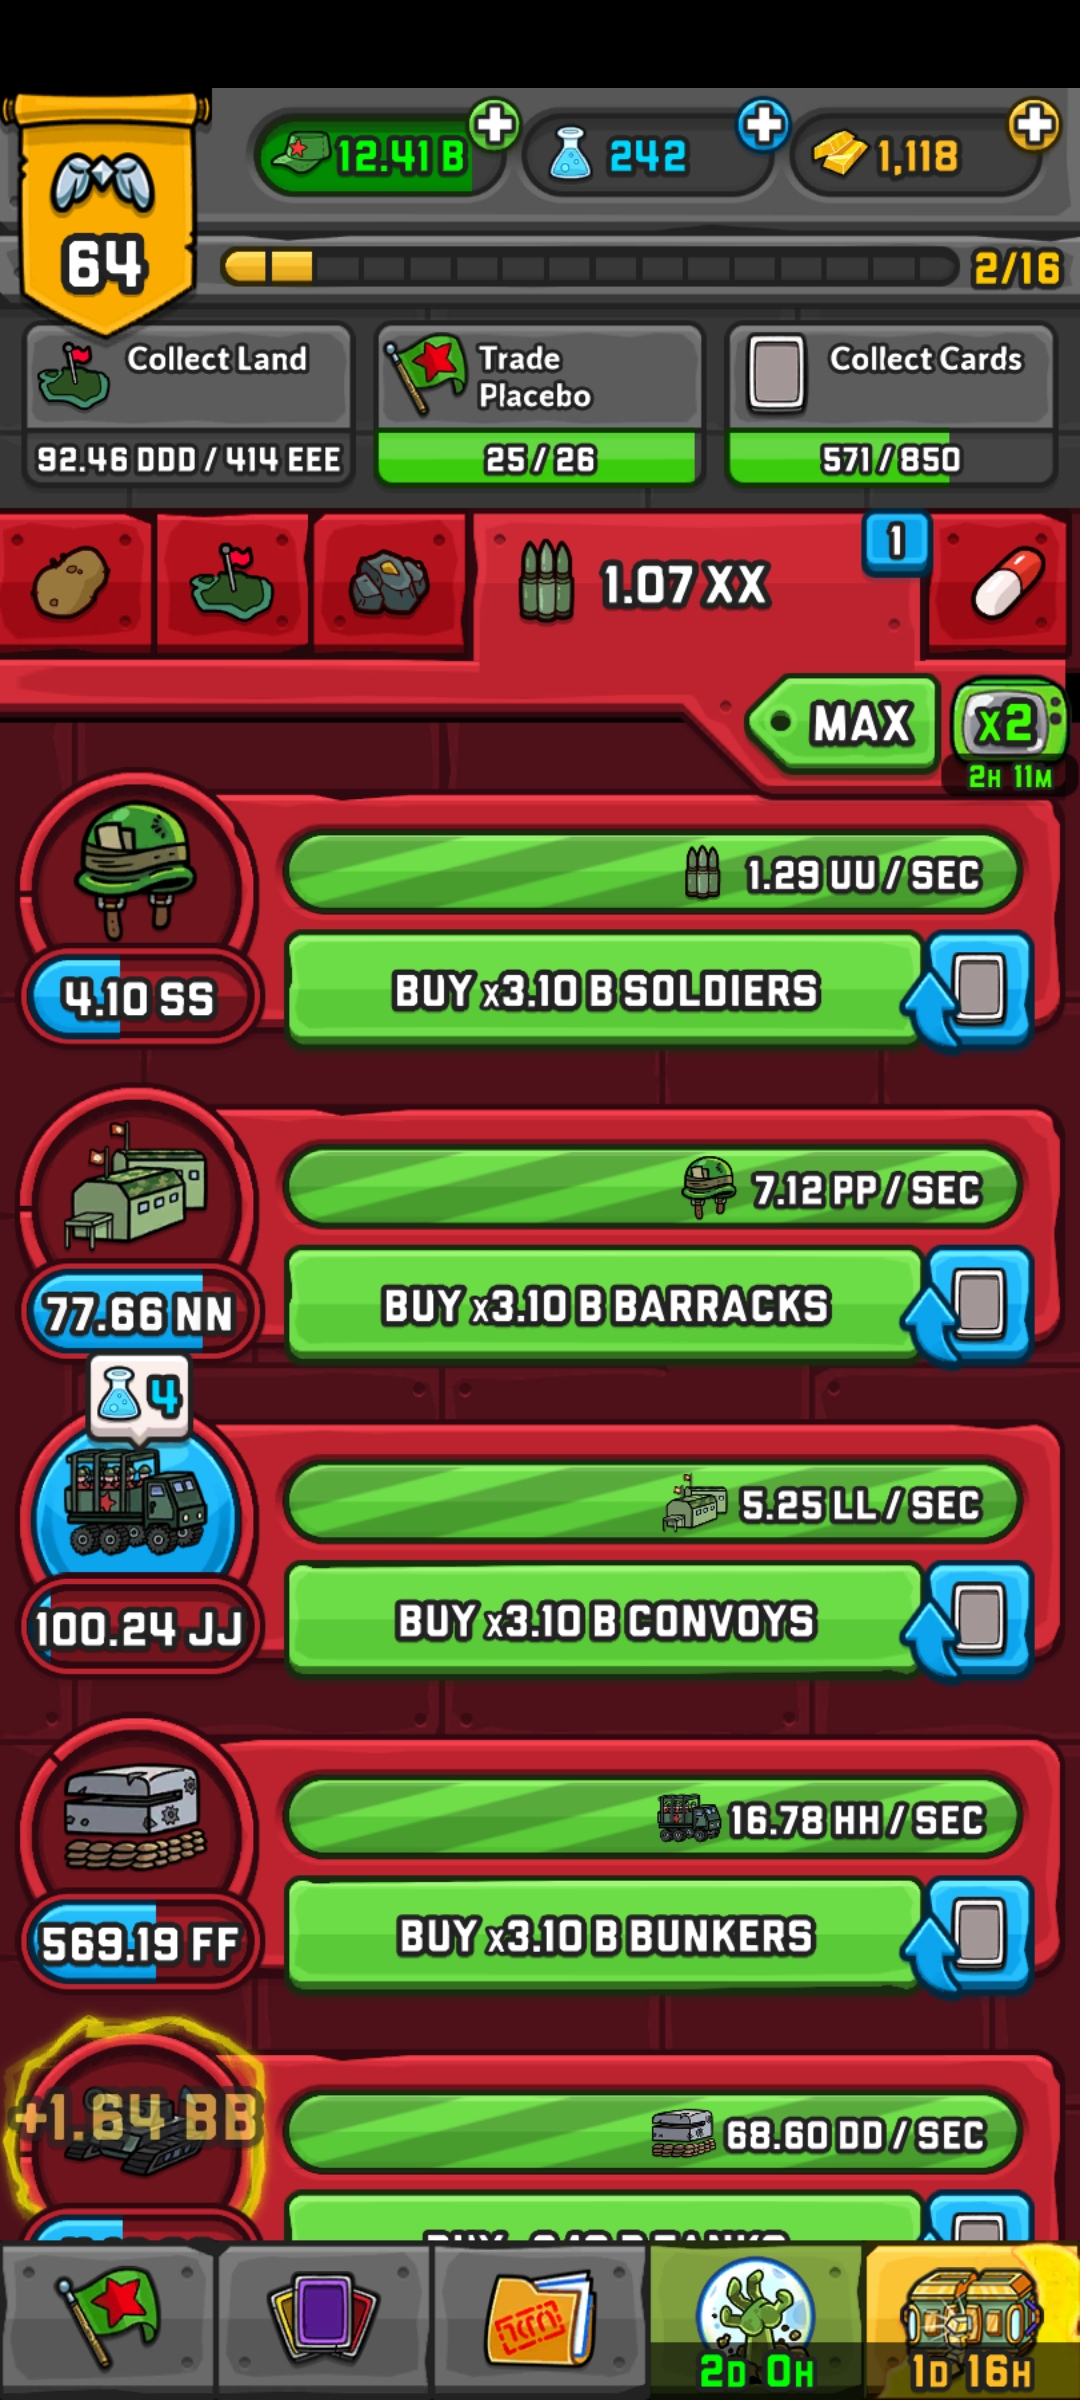 12.41 B
242
1,118
64
2/16
Collect Land
92.46 DDD / 414 EEE
Trade
Placebo
25 / 26
Collect Cards
571 / 850
1.07 XX
1
MAX
x2
2H 11M
1.29 UU / SEC
4.10 SS
BUY x3.10 B SOLDIERS
7.12 PP / SEC
77.66 NN
BUY x3.10 B BARRACKS
4
5.25 LL / SEC
100.24 JJ
BUY x3.10 B CONVOYS
16.78 HH / SEC
569.19 FF
BUY x3.10 B BUNKERS
+1.64 BB
68.60 DD / SEC
2D 0H
1D 16H